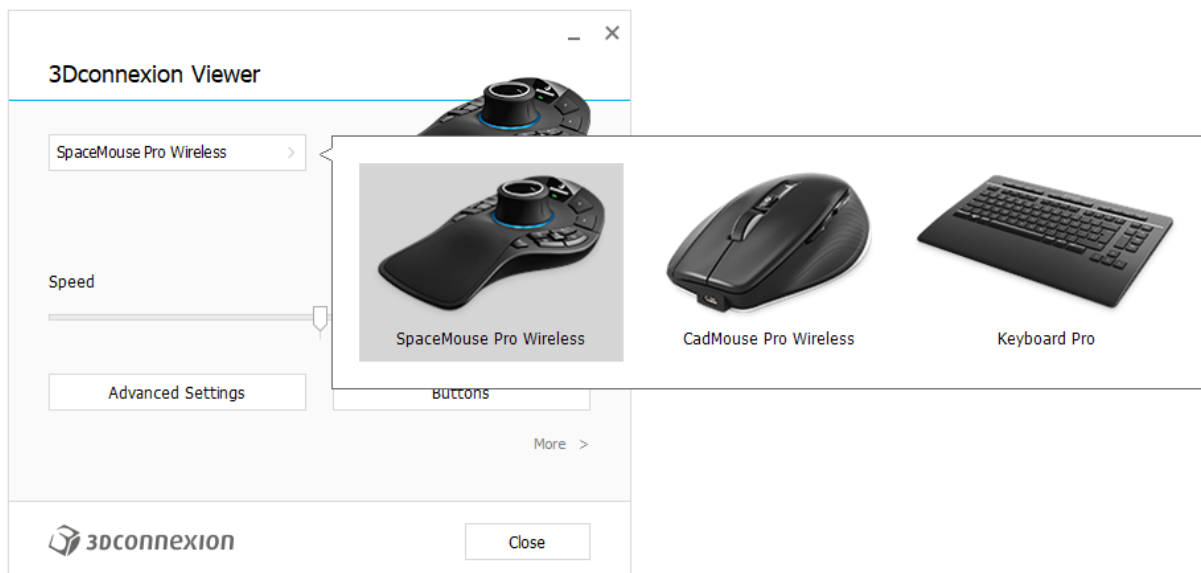 3Dconnexion Viewer
SpaceMouse Pro Wireless
SpaceMouse Pro Wireless
CadMouse Pro Wireless
Keyboard Pro
Speed
Advanced Settings
Buttons
More >
3Dconnexion
Close